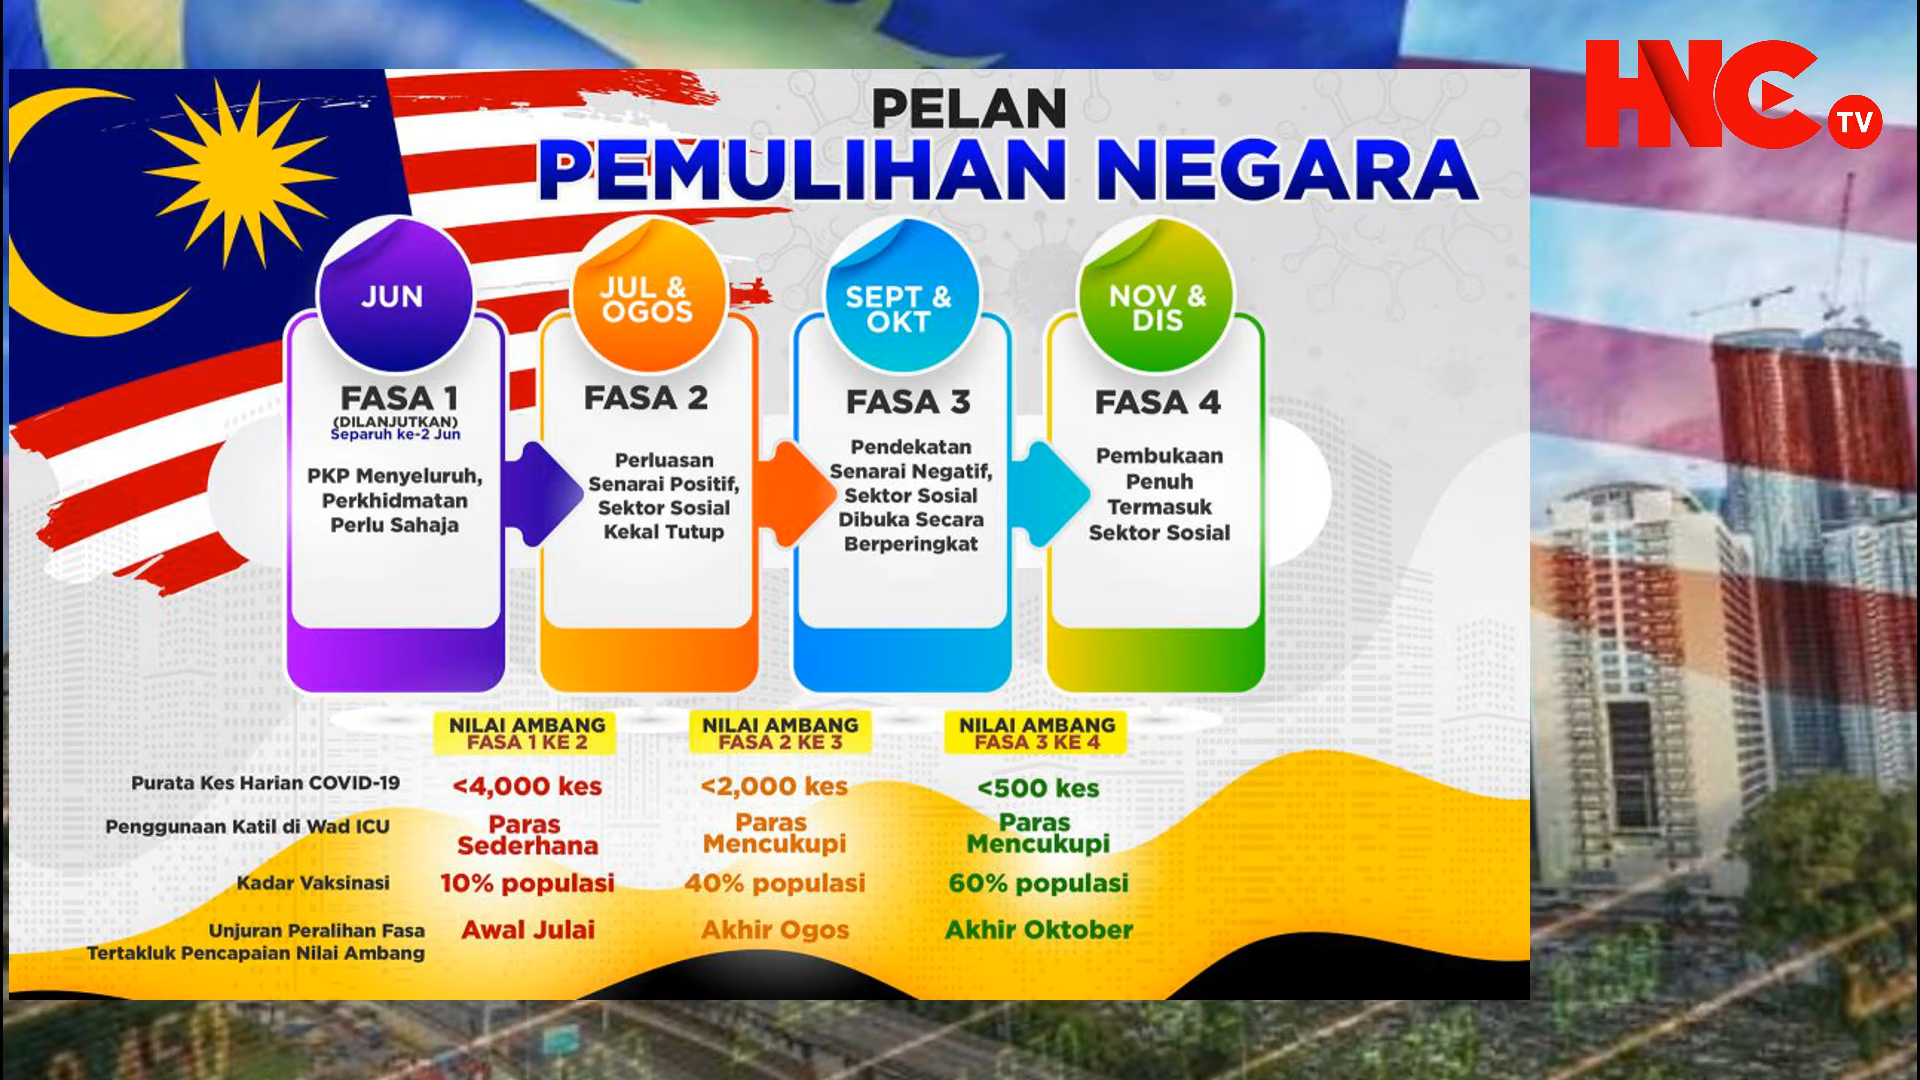 HNC TV
PELAN
PEMULIHAN NEGARA
JUN
FASA 1
(DILANJUTKAN)
Separuh ke-2 Jun
PKP Menyeluruh,
Perkhidmatan
Perlu Sahaja
JUL &
OGOS
FASA 2
Perluasan
Senarai Positif,
Sektor Sosial
Kekal Tutup
SEPT &
OKT
FASA 3
Pendekatan
Senarai Negatif,
Sektor Sosial
Dibuka Secara
Berperingkat
NOV &
DIS
FASA 4
Pembukaan
Penuh
Termasuk
Sektor Sosial
NILAI AMBANG
FASA 1 KE 2
NILAI AMBANG
FASA 2 KE 3
NILAI AMBANG
FASA 3 KE 4
Purata Kes Harian COVID-19
<4,000 kes
<2,000 kes
<500 kes
Penggunaan Katil di Wad ICU
Paras
Sederhana
Paras
Mencukupi
Paras
Mencukupi
Kadar Vaksinasi
10% populasi
40% populasi
60% populasi
Unjuran Peralihan Fasa
Tertakluk Pencapaian Nilai Ambang
Awal Julai
Akhir Ogos
Akhir Oktober